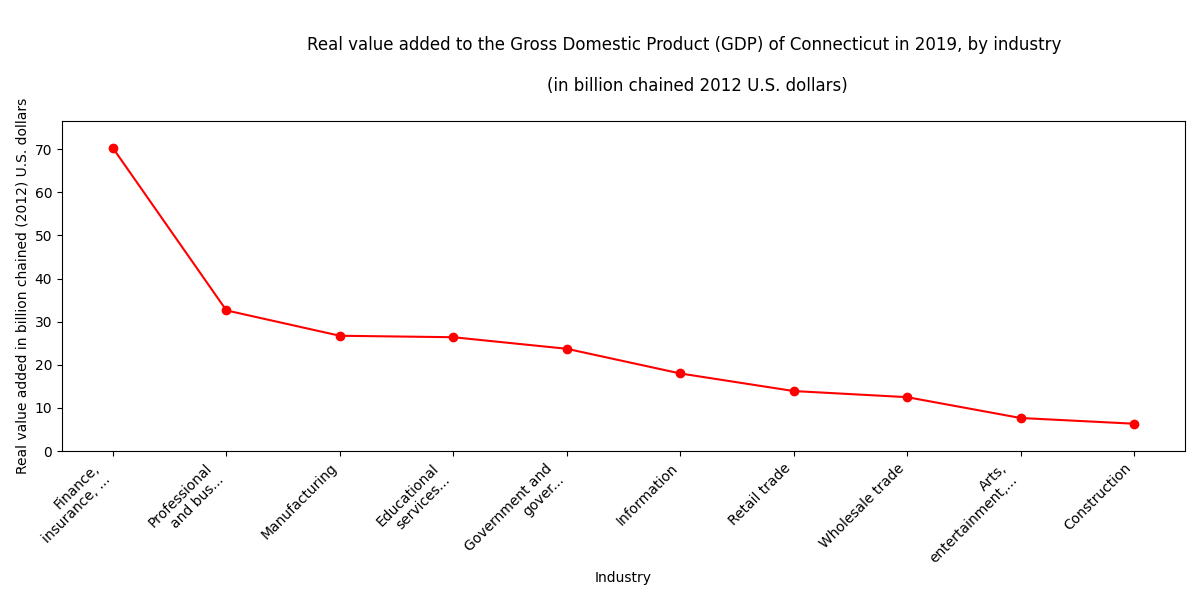 Real value added to the Gross Domestic Product (GDP) of Connecticut in 2019, by industry
(in billion chained 2012 U.S. dollars)
Real value added in billion chained (2012) U.S. dollars
70
60
50
40
30
20
10
0
Finance,
insurance, ...
Professional
and bus...
Manufacturing
Educational
services...
Government and
gover...
Information
Retail trade
Wholesale trade
Arts,
entertainment,...
Construction
Industry